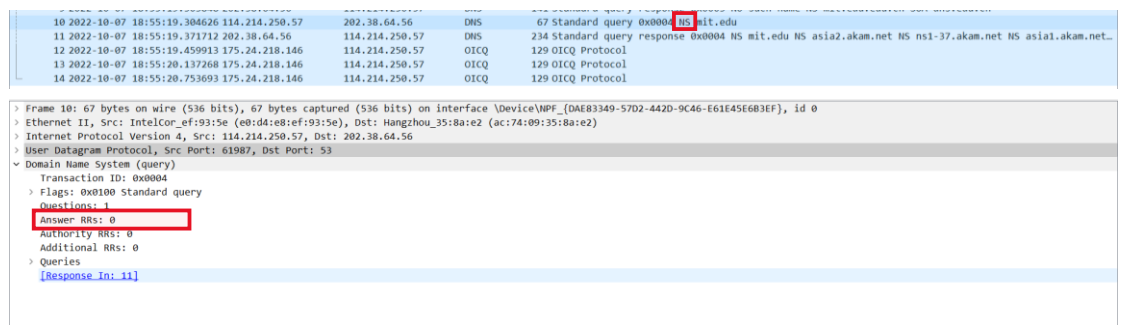 10 2022-10-07 18:55:19.304626 114.214.250.57 202.38.64.56 DNS 67 Standard query 0x0004 NS mit.edu
11 2022-10-07 18:55:19.371712 202.38.64.56 114.214.250.57 DNS 234 Standard query response 0x0004 NS mit.edu NS asia2.akam.net NS ns1-37.akam.net NS asia1.akam.net…
12 2022-10-07 18:55:19.459913 175.24.218.146 114.214.250.57 OICQ 129 OICQ Protocol
13 2022-10-07 18:55:20.137268 175.24.218.146 114.214.250.57 OICQ 129 OICQ Protocol
14 2022-10-07 18:55:20.753693 175.24.218.146 114.214.250.57 OICQ 129 OICQ Protocol
> Frame 10: 67 bytes on wire (536 bits), 67 bytes captured (536 bits) on interface \Device\NPF_{DAE83349-57D2-442D-9C46-E61E45E6B3EF}, id 0
> Ethernet II, Src: IntelCor_ef:93:5e (e0:d4:e8:ef:93:5e), Dst: Hangzhou_35:8a:e2 (ac:74:09:35:8a:e2)
> Internet Protocol Version 4, Src: 114.214.250.57, Dst: 202.38.64.56
> User Datagram Protocol, Src Port: 61987, Dst Port: 53
∨ Domain Name System (query)
Transaction ID: 0x0004
> Flags: 0x0100 Standard query
Questions: 1
Answer RRs: 0
Authority RRs: 0
Additional RRs: 0
> Queries
[Response In: 11]